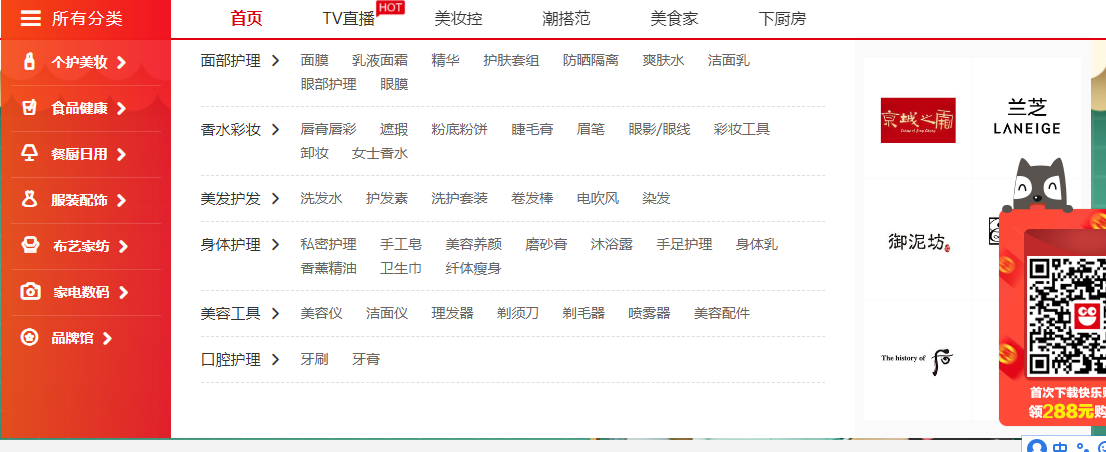 所有分类
首页 TV直播 HOT 美妆控 潮搭范 美食家 下厨房
个护美妆
食品健康
餐厨日用
服装配饰
布艺家纺
家电数码
品牌馆
面部护理 面膜 乳液面霜 精华 护肤套组 防晒隔离 爽肤水 洁面乳
眼部护理 眼膜
香水彩妆 唇膏唇彩 遮瑕 粉底粉饼 睫毛膏 眉笔 眼影/眼线 彩妆工具
卸妆 女士香水
美发护发 洗发水 护发素 洗护套装 卷发棒 电吹风 染发
身体护理 私密护理 手工皂 美容养颜 磨砂膏 沐浴露 手足护理 身体乳
香薰精油 卫生巾 纤体瘦身
美容工具 美容仪 洁面仪 理发器 剃须刀 剃毛器 喷雾器 美容配件
口腔护理 牙刷 牙膏
京城之霜
兰芝
LANEIGE
御泥坊
The history of 后
首次下载快乐
领288元购
中